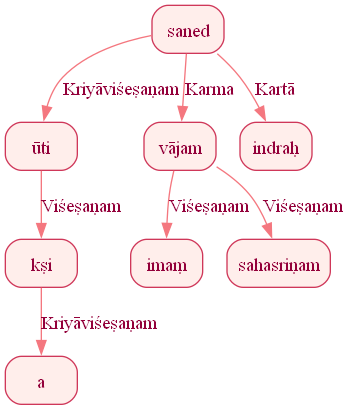 saned
Kriyāviśeṣaṇam Karma Kartā
ūti vājam indraḥ
Viśeṣaṇam Viśeṣaṇam Viśeṣaṇam
kṣi imaṃ sahasriṇam
Kriyāviśeṣaṇam
a